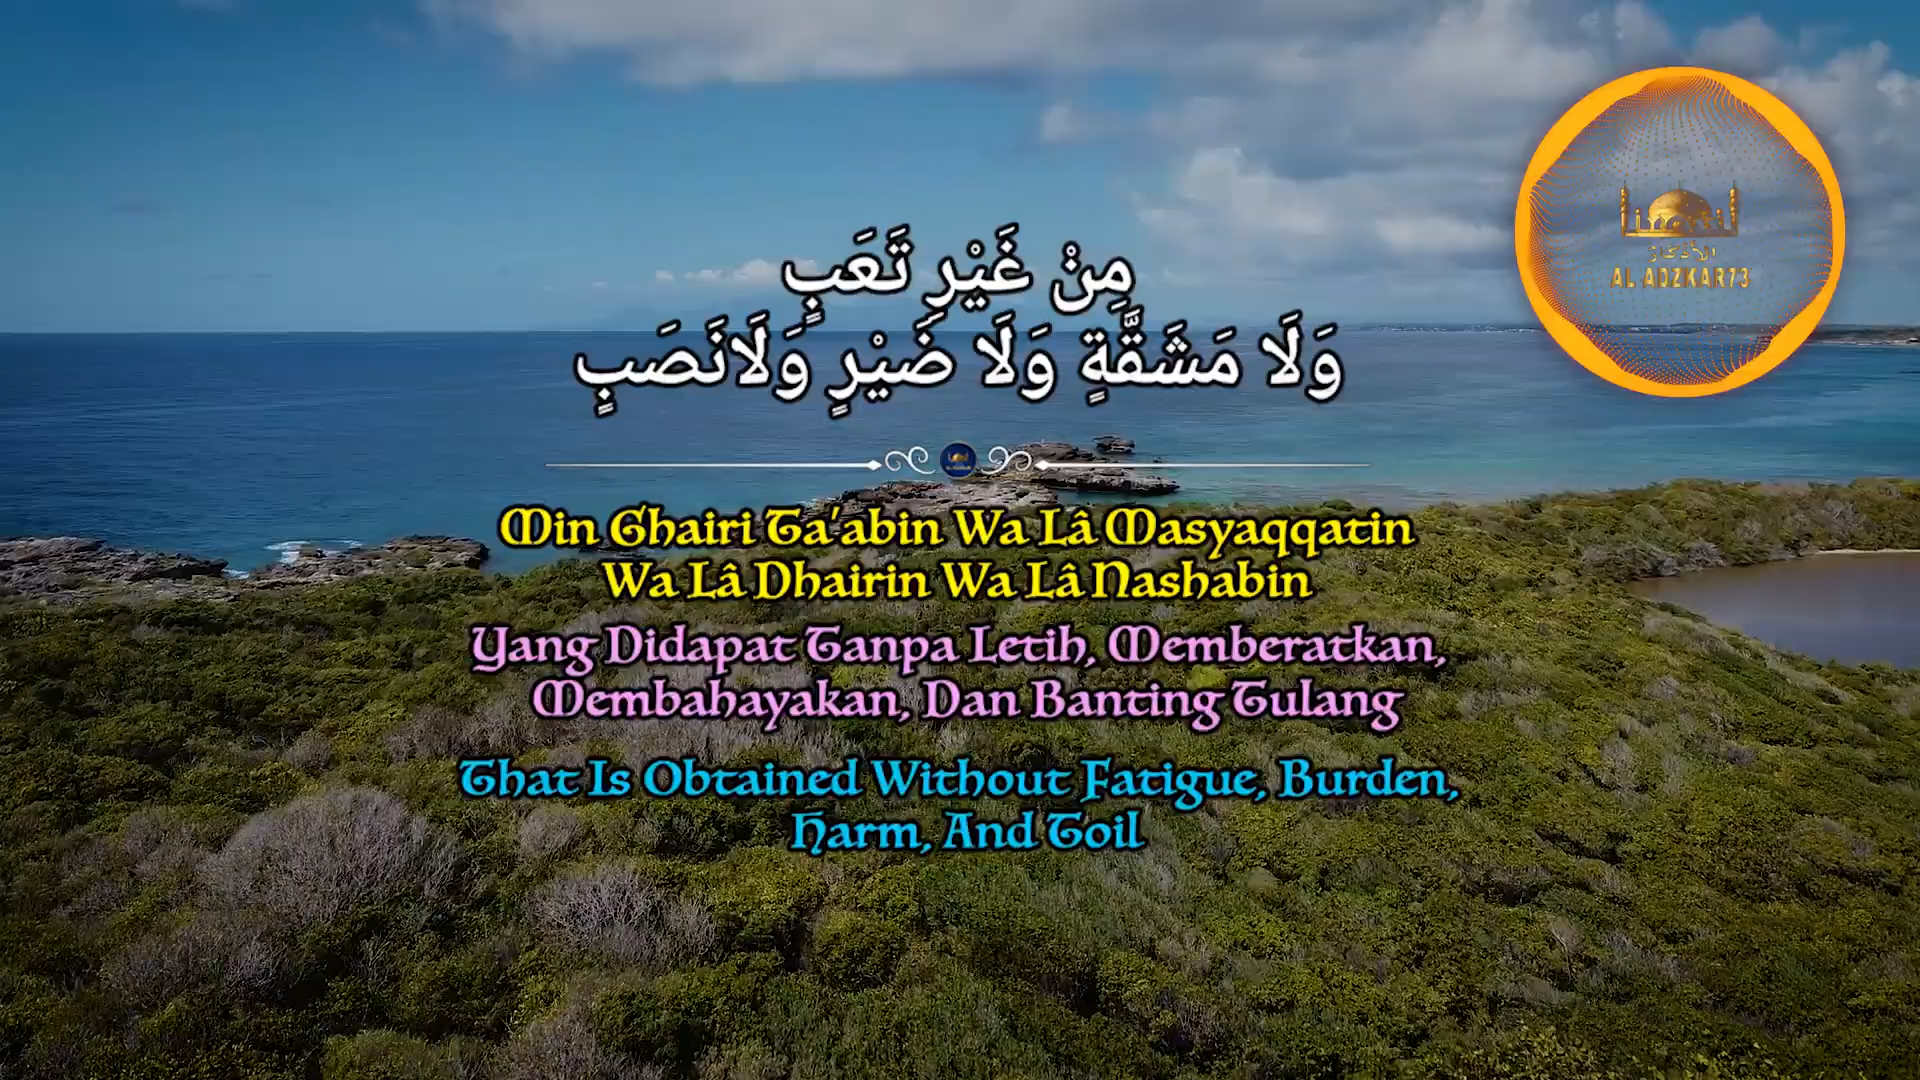 مِنْ غَيْرِ تَعَبٍ
وَلَا مَشَقَّةٍ وَلَا ضَيْرٍ وَلَانَصَبٍ
Min Ghairi Ta'abin Wa Lâ Masyaqqatin
Wa Lâ Dhairin Wa Lâ Nashabin
Yang Didapat Tanpa Letih, Memberatkan,
Membahayakan, Dan Banting Tulang
That Is Obtained Without Fatigue, Burden,
Harm, And Toil
الأذكار
AL ADZKAR73